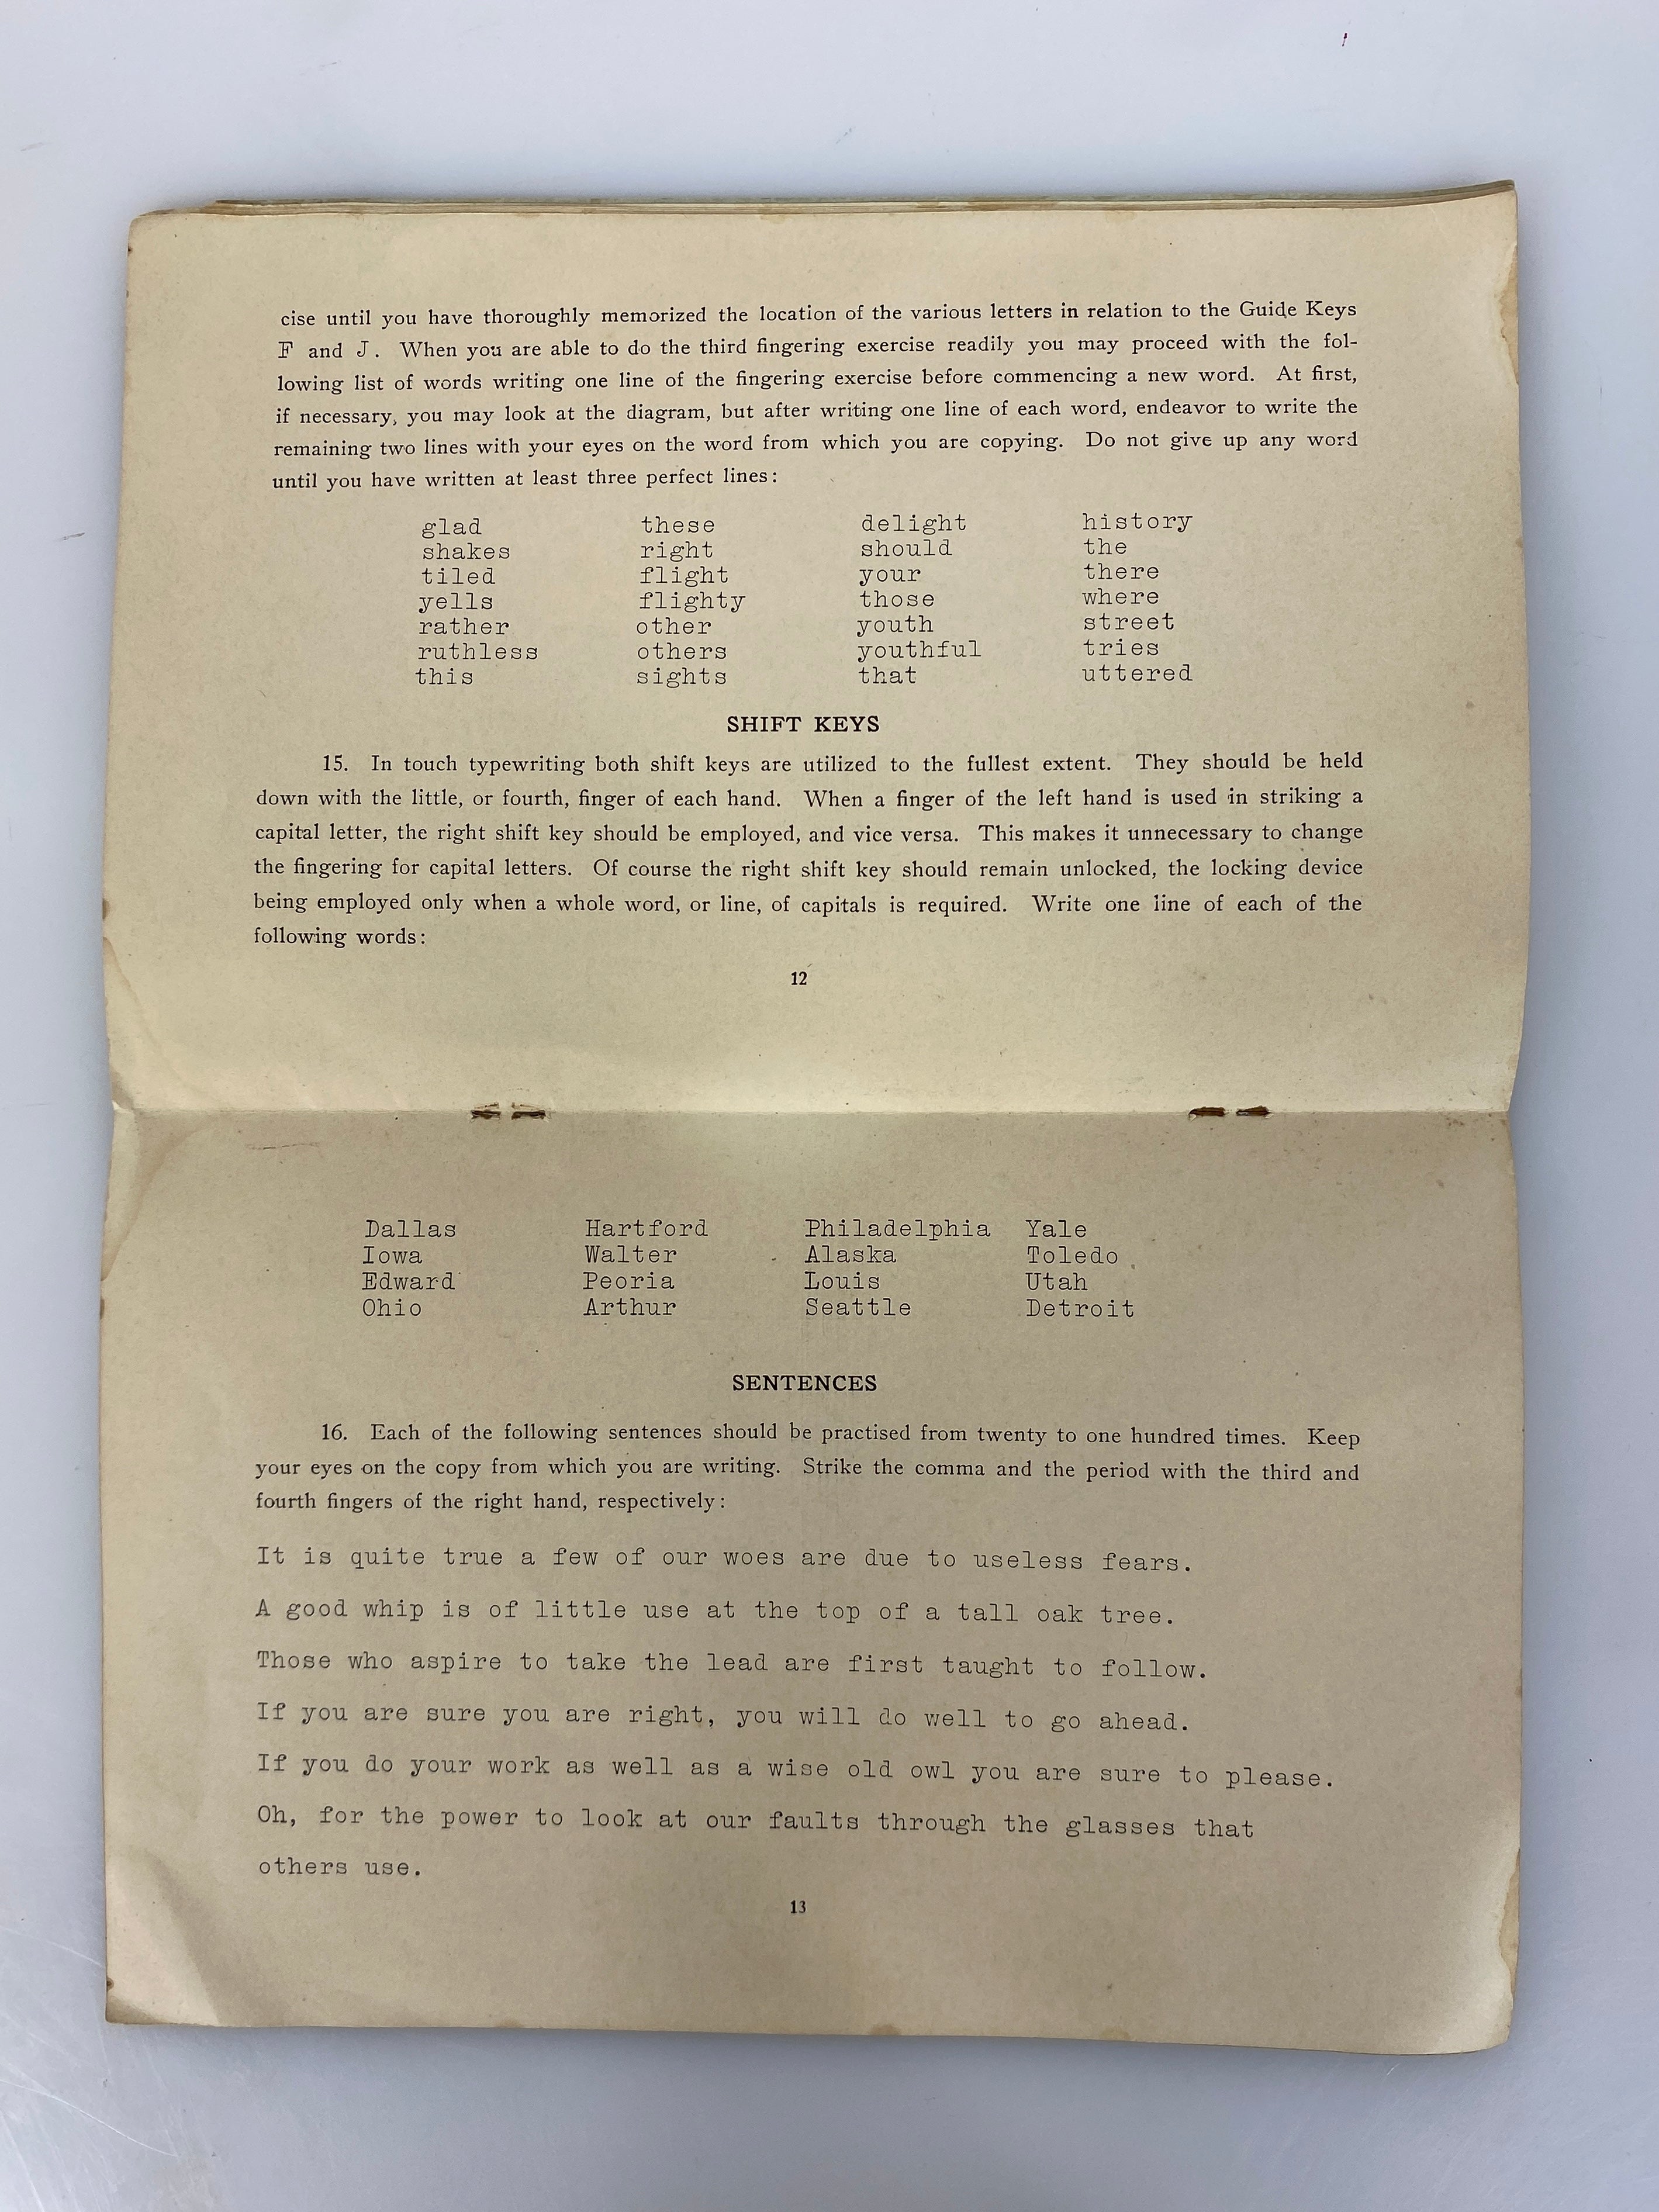 cise until you have thoroughly memorized the location of the various letters in relation to the Guide Keys
F and J. When you are able to do the third fingering exercise readily you may proceed with the fol-
lowing list of words writing one line of the fingering exercise before commencing a new word. At first,
if necessary, you may look at the diagram, but after writing one line of each word, endeavor to write the
remaining two lines with your eyes on the word from which you are copying. Do not give up any word
until you have written at least three perfect lines:
glad these delight history
shakes right should the
tiled flight your there
yells flighty those where
rather other youth street
ruthless others youthful tries
this sights that uttered
SHIFT KEYS
15. In touch typewriting both shift keys are utilized to the fullest extent. They should be held
down with the little, or fourth, finger of each hand. When a finger of the left hand is used in striking a
capital letter, the right shift key should be employed, and vice versa. This makes it unnecessary to change
the fingering for capital letters. Of course the right shift key should remain unlocked, the locking device
being employed only when a whole word, or line, of capitals is required. Write one line of each of the
following words:
12
Dallas Hartford Philadelphia Yale
Iowa Walter Alaska Toledo
Edward Peoria Louis Utah
Ohio Arthur Seattle Detroit
SENTENCES
16. Each of the following sentences should be practised from twenty to one hundred times. Keep
your eyes on the copy from which you are writing. Strike the comma and the period with the third and
fourth fingers of the right hand, respectively:
It is quite true a few of our woes are due to useless fears.
A good whip is of little use at the top of a tall oak tree.
Those who aspire to take the lead are first taught to follow.
If you are sure you are right, you will do well to go ahead.
If you do your work as well as a wise old owl you are sure to please.
Oh, for the power to look at our faults through the glasses that
others use.
13